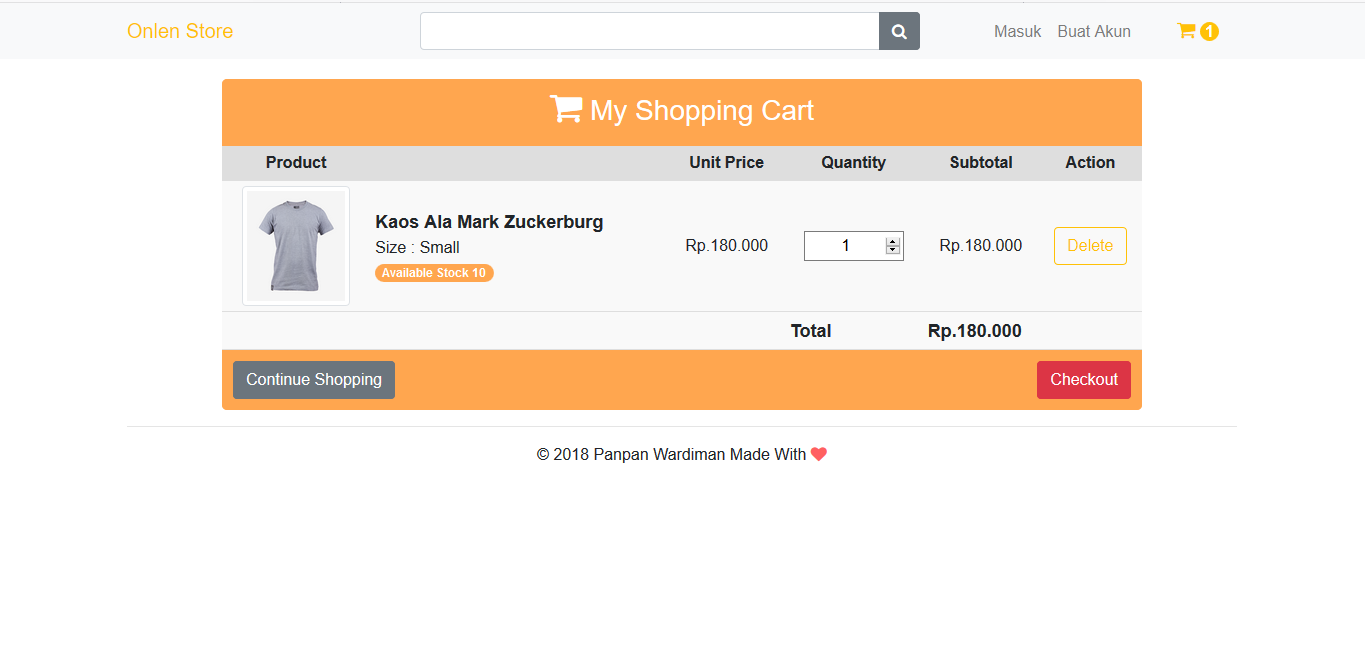 Onlen Store
Masuk Buat Akun 1
My Shopping Cart
Product Unit Price Quantity Subtotal Action
Kaos Ala Mark Zuckerburg
Size : Small
Rp.180.000 1 Rp.180.000 Delete
Available Stock 10
Total Rp.180.000
Continue Shopping Checkout
© 2018 Panpan Wardiman Made With